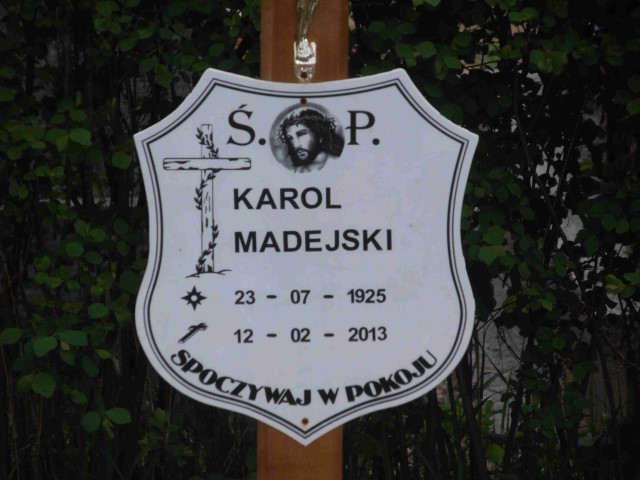 Ś. P.
KAROL
MADEJSKI
23 - 07 - 1925
12 - 02 - 2013
SPOCZYWAJ W POKOJU